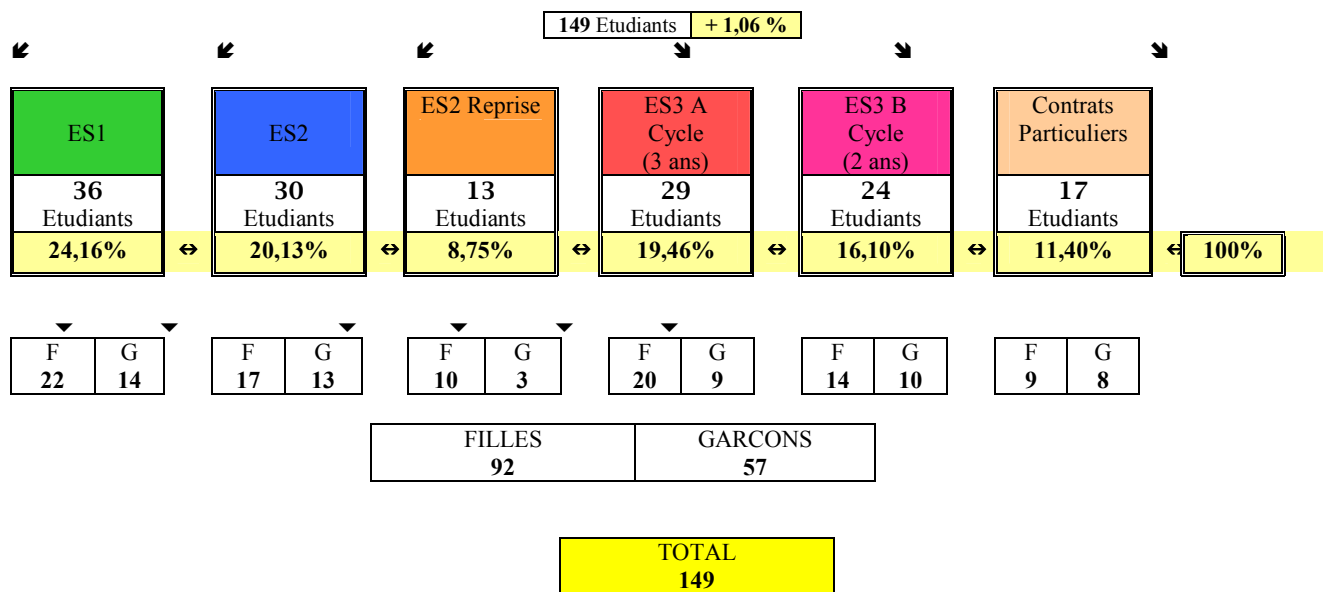 149 Etudiants + 1,06 %
ES1
ES2
ES2 Reprise
ES3 A
Cycle
(3 ans)
ES3 B
Cycle
(2 ans)
Contrats
Particuliers
36
Etudiants
30
Etudiants
13
Etudiants
29
Etudiants
24
Etudiants
17
Etudiants
24,16% ↔ 20,13% ↔ 8,75% ↔ 19,46% ↔ 16,10% ↔ 11,40% ↔ 100%
F G F G F G F G F G F G
22 14 17 13 10 3 20 9 14 10 9 8
FILLES GARCONS
92 57
TOTAL
149